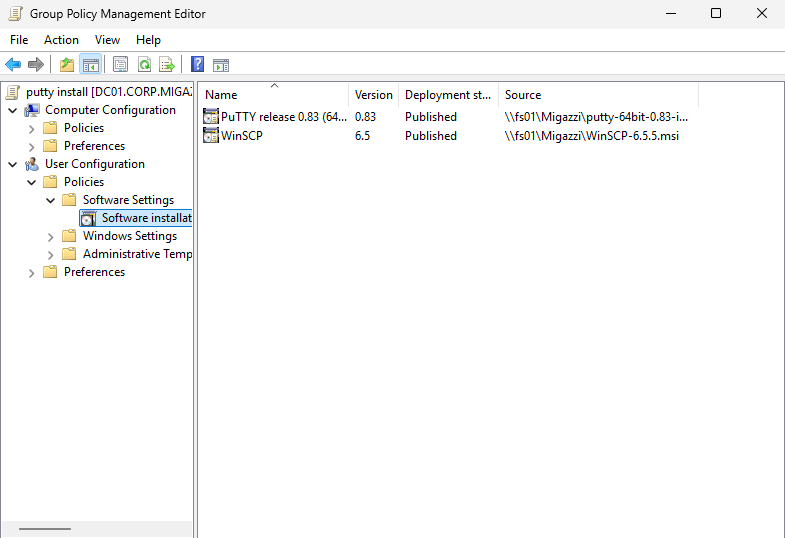 Group Policy Management Editor
File Action View Help
putty install [DC01.CORP.MIGAZ
Computer Configuration
Policies
Preferences
User Configuration
Policies
Software Settings
Software installat
Windows Settings
Administrative Temp
Preferences
Name Version Deployment st... Source
PuTTY release 0.83 (64... 0.83 Published \\fs01\Migazzi\putty-64bit-0.83-i...
WinSCP 6.5 Published \\fs01\Migazzi\WinSCP-6.5.5.msi